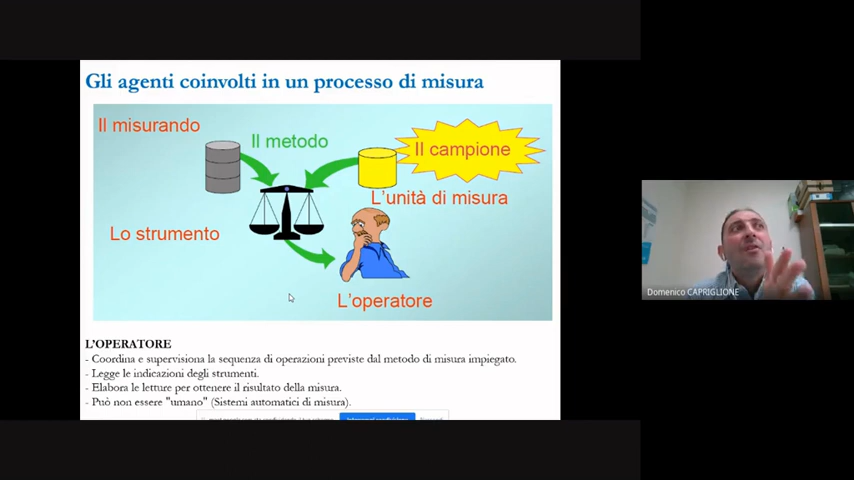 Gli agenti coinvolti in un processo di misura
Il misurando
Il metodo
Il campione
L'unità di misura
Lo strumento
L'operatore
L'OPERATORE
- Coordina e supervisiona la sequenza di operazioni previste dal metodo di misura impiegato.
- Legge le indicazioni degli strumenti.
- Elabora le letture per ottenere il risultato della misura.
- Può non essere "umano" (Sistemi automatici di misura).
Domenico CAPRIGLIONE